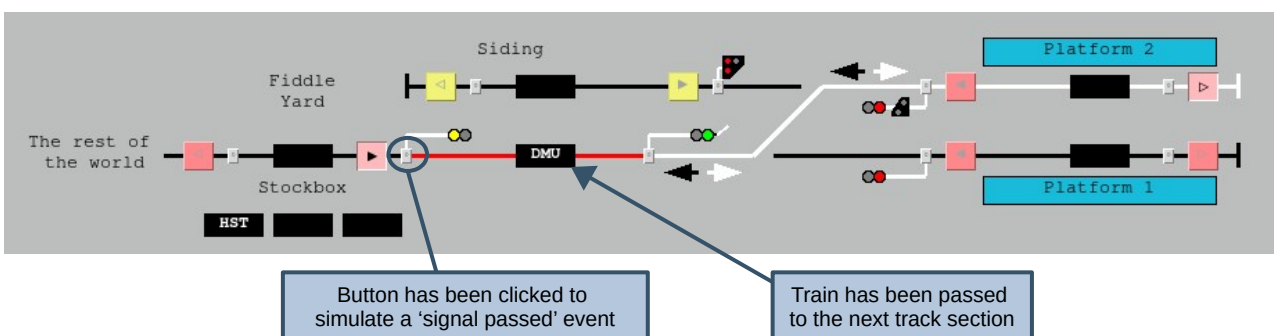 Siding
Platform 2
Fiddle
Yard
The rest of
the world
DMU
Stockbox
Platform 1
HST
Button has been clicked to
simulate a ‘signal passed’ event
Train has been passed
to the next track section